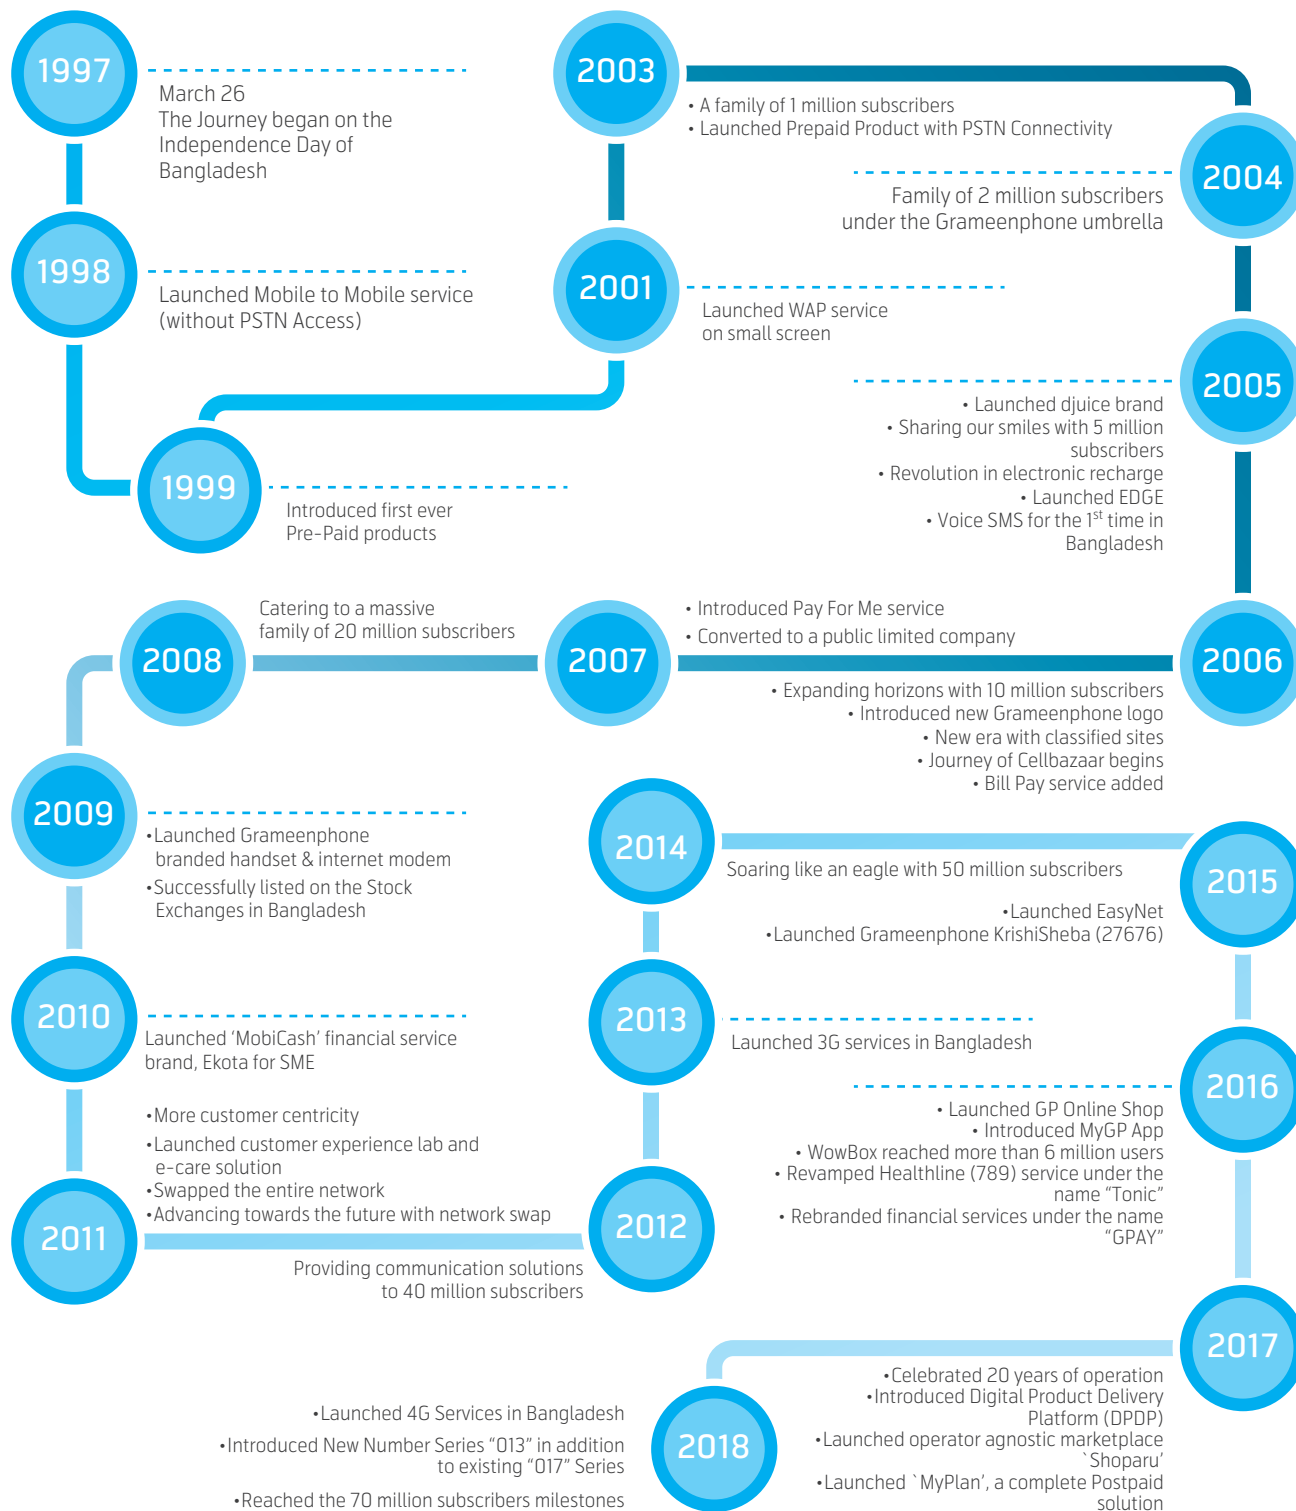 1997
March 26
The Journey began on the
Independence Day of
Bangladesh
1998
Launched Mobile to Mobile service
(without PSTN Access)
1999
Introduced first ever
Pre-Paid products
2001
Launched WAP service
on small screen
2003
• A family of 1 million subscribers
• Launched Prepaid Product with PSTN Connectivity
2004
Family of 2 million subscribers
under the Grameenphone umbrella
2005
• Launched djuice brand
• Sharing our smiles with 5 million
subscribers
• Revolution in electronic recharge
• Launched EDGE
• Voice SMS for the 1st time in
Bangladesh
2006
• Expanding horizons with 10 million subscribers
• Introduced new Grameenphone logo
• New era with classified sites
• Journey of Cellbazaar begins
• Bill Pay service added
2007
• Introduced Pay For Me service
• Converted to a public limited company
2008
Catering to a massive
family of 20 million subscribers
2009
•Launched Grameenphone
branded handset & internet modem
•Successfully listed on the Stock
Exchanges in Bangladesh
2010
Launched ‘MobiCash’ financial service
brand, Ekota for SME
2011
•More customer centricity
•Launched customer experience lab and
e-care solution
•Swapped the entire network
•Advancing towards the future with network swap
2012
Providing communication solutions
to 40 million subscribers
2013
Launched 3G services in Bangladesh
2014
Soaring like an eagle with 50 million subscribers
2015
•Launched EasyNet
•Launched Grameenphone KrishiSheba (27676)
2016
• Launched GP Online Shop
• Introduced MyGP App
• WowBox reached more than 6 million users
• Revamped Healthline (789) service under the
name “Tonic”
• Rebranded financial services under the name
“GPAY”
2017
•Celebrated 20 years of operation
•Introduced Digital Product Delivery
Platform (DPDP)
•Launched operator agnostic marketplace
`Shoparu’
•Launched `MyPlan’, a complete Postpaid
solution
2018
•Launched 4G Services in Bangladesh
•Introduced New Number Series “013” in addition
to existing “017” Series
•Reached the 70 million subscribers milestones